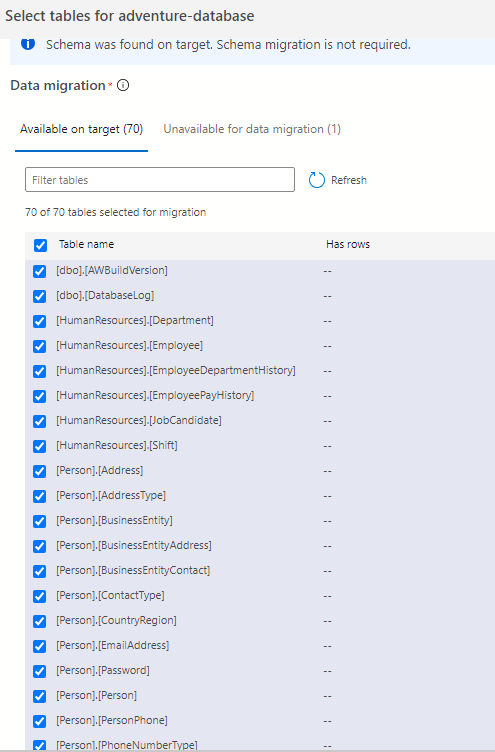 Select tables for adventure-database
Schema was found on target. Schema migration is not required.
Data migration *
Available on target (70) Unavailable for data migration (1)
Filter tables Refresh
70 of 70 tables selected for migration
Table name Has rows
[dbo].[AWBuildVersion] --
[dbo].[DatabaseLog] --
[HumanResources].[Department] --
[HumanResources].[Employee] --
[HumanResources].[EmployeeDepartmentHistory] --
[HumanResources].[EmployeePayHistory] --
[HumanResources].[JobCandidate] --
[HumanResources].[Shift] --
[Person].[Address] --
[Person].[AddressType] --
[Person].[BusinessEntity] --
[Person].[BusinessEntityAddress] --
[Person].[BusinessEntityContact] --
[Person].[ContactType] --
[Person].[CountryRegion] --
[Person].[EmailAddress] --
[Person].[Password] --
[Person].[Person] --
[Person].[PersonPhone] --
[Person].[PhoneNumberType] --